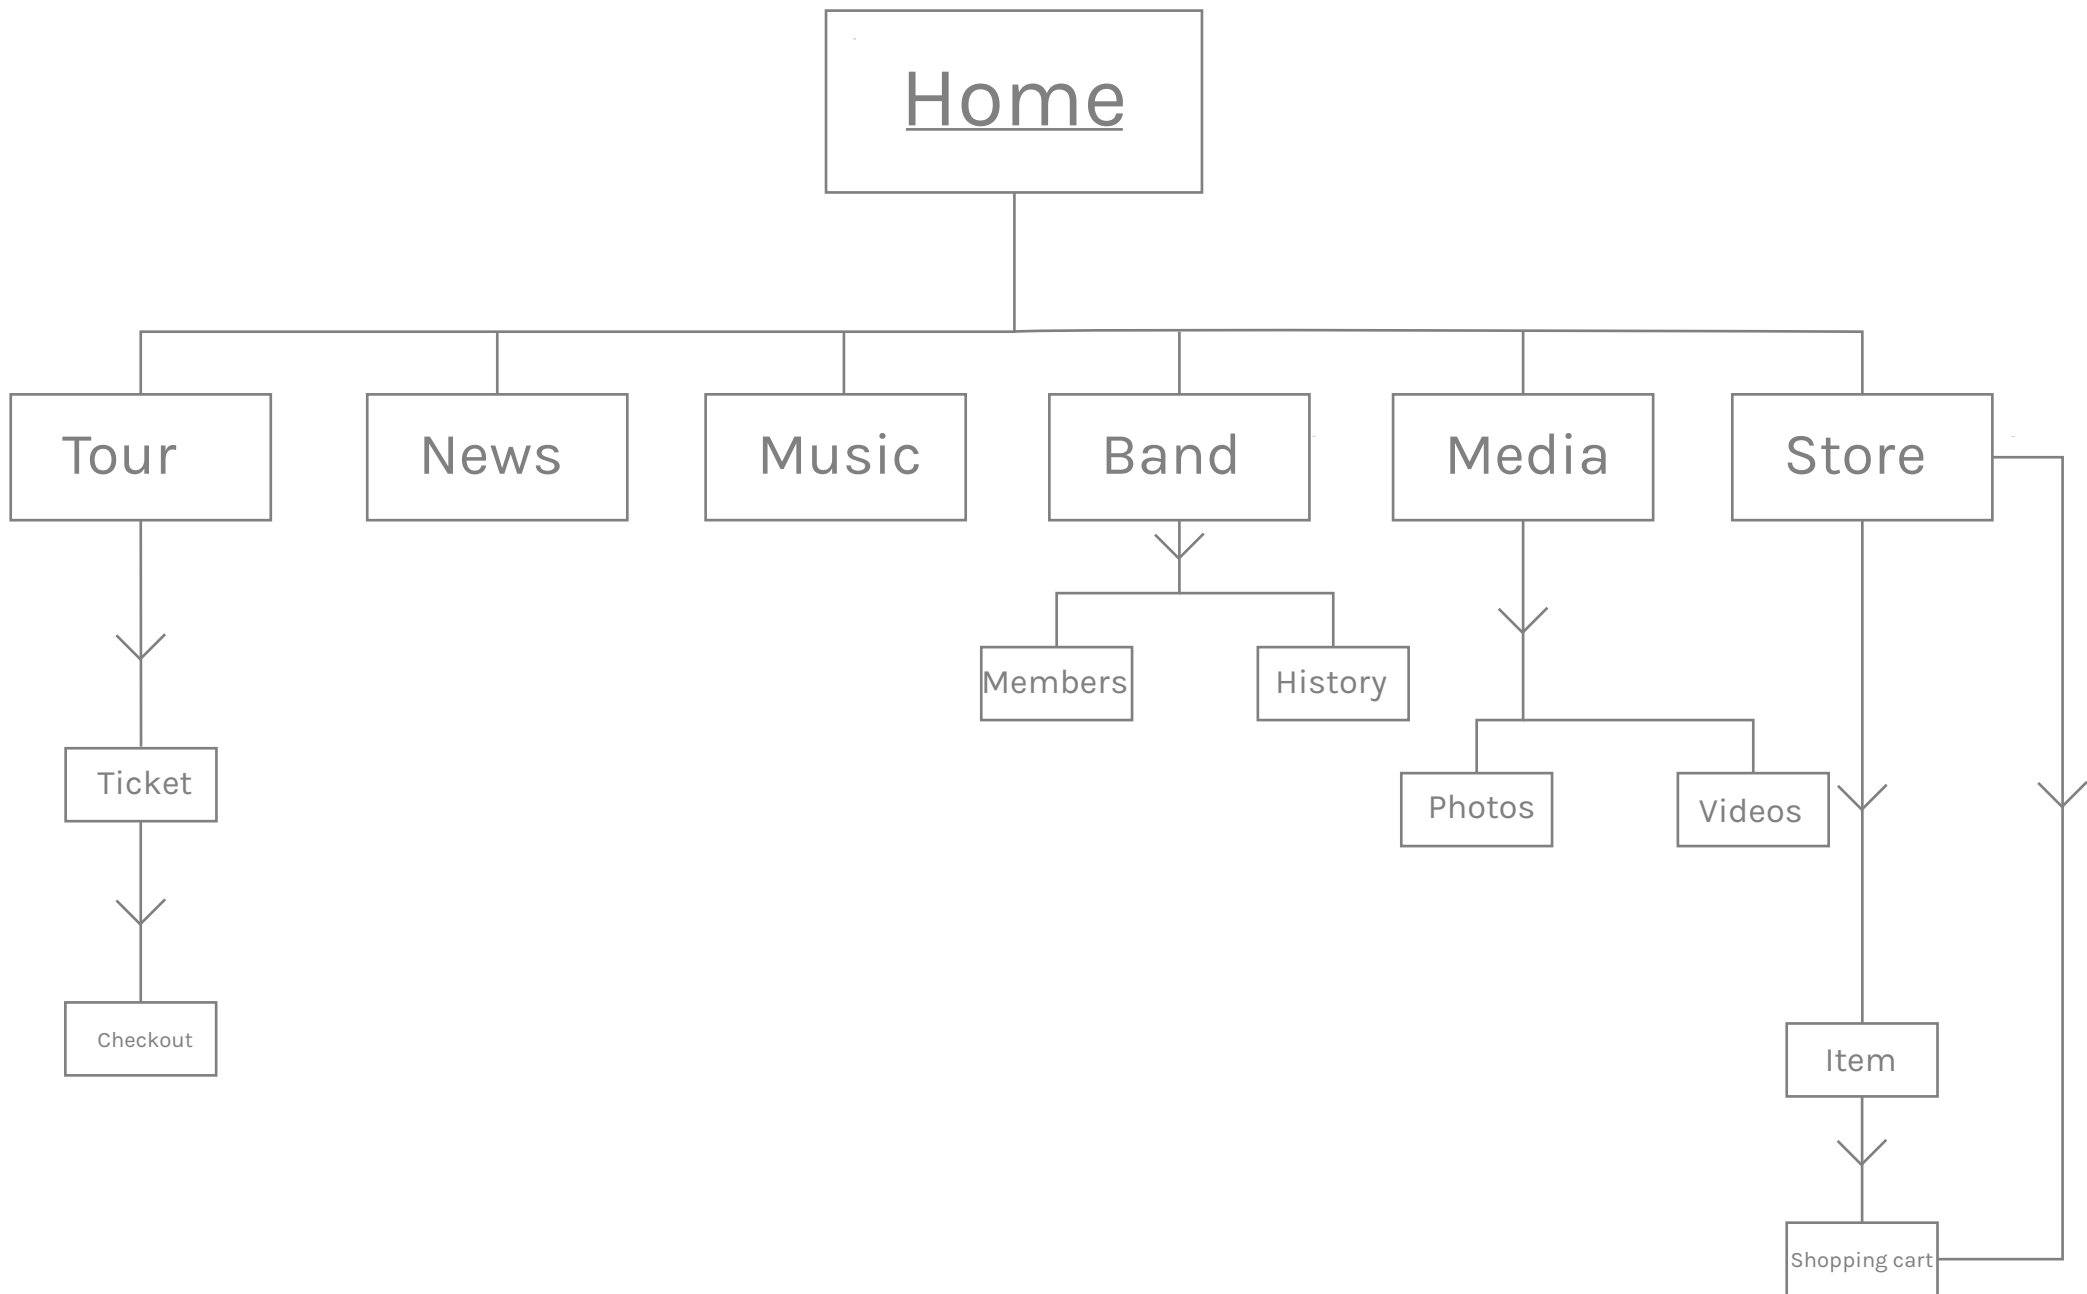 Home
Tour
News
Music
Band
Media
Store
Members
History
Ticket
Photos
Videos
Checkout
Item
Shopping cart